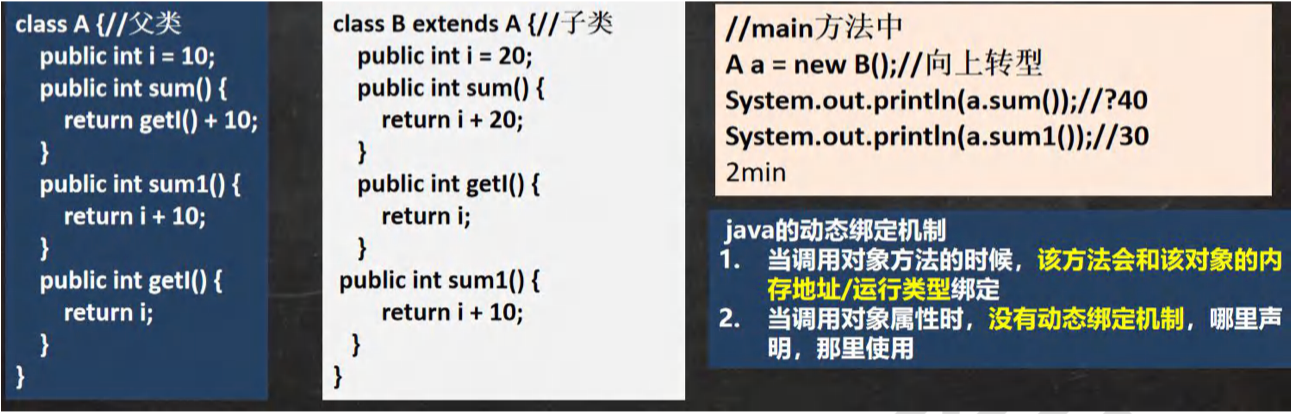 class A {//父类
public int i = 10;
public int sum() {
return getI() + 10;
}
public int sum1() {
return i + 10;
}
public int getI() {
return i;
}
}
class B extends A {//子类
public int i = 20;
public int sum() {
return i + 20;
}
public int getI() {
return i;
}
public int sum1() {
return i + 10;
}
}
//main方法中
A a = new B();//向上转型
System.out.println(a.sum());//?40
System.out.println(a.sum1());//30
2min
java的动态绑定机制
1. 当调用对象方法的时候，该方法会和该对象的内
存地址/运行类型绑定
2. 当调用对象属性时，没有动态绑定机制，哪里声
明，那里使用